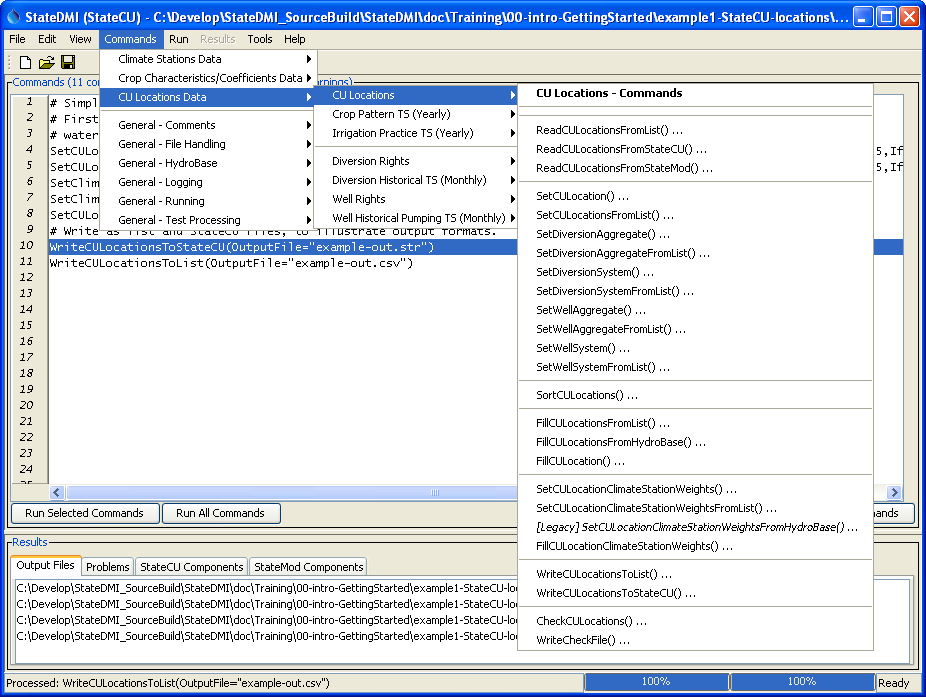 StateDMI (StateCU) - C:\Develop\StateDMI_SourceBuild\StateDMI\doc\Training\00-intro-GettingStarted\example1-StateCU-locations\...
File Edit View Commands Run Results Tools Help
Commands (11 co
nings)
Climate Stations Data
Crop Characteristics/Coefficients Data
CU Locations Data
General - Comments
General - File Handling
General - HydroBase
General - Logging
General - Running
General - Test Processing
CU Locations
Crop Pattern TS (Yearly)
Irrigation Practice TS (Yearly)
Diversion Rights
Diversion Historical TS (Monthly)
Well Rights
Well Historical Pumping TS (Monthly)
CU Locations - Commands
ReadCULocationsFromList() ...
ReadCULocationsFromStateCU() ...
ReadCULocationsFromStateMod() ...
SetCULocation() ...
SetCULocationsFromList() ...
SetDiversionAggregate() ...
SetDiversionAggregateFromList() ...
SetDiversionSystem() ...
SetDiversionSystemFromList() ...
SetWellAggregate() ...
SetWellAggregateFromList() ...
SetWellSystem() ...
SetWellSystemFromList() ...
SortCULocations() ...
FillCULocationsFromList() ...
FillCULocationsFromHydroBase() ...
FillCULocation() ...
SetCULocationClimateStationWeights() ...
SetCULocationClimateStationWeightsFromList() ...
[Legacy] SetCULocationClimateStationWeightsFromHydroBase() ...
FillCULocationClimateStationWeights() ...
WriteCULocationsToList() ...
WriteCULocationsToStateCU() ...
CheckCULocations() ...
WriteCheckFile() ...
1 # Simpl
2 # First
3 # water
4 SetCULo 5,If
5 SetCULo 5,If
6 SetClim
7 SetClim
8 SetCULo
9 # Write as list and StateCU files, to illustrate output formats.
10 WriteCULocationsToStateCU(OutputFile="example-out.str")
11 WriteCULocationsToList(OutputFile="example-out.csv")
12
13
14
15
16
17
18
19
20
21
22
23
24
Run Selected Commands Run All Commands ands
Results
Output Files Problems StateCU Components StateMod Components
C:\Develop\StateDMI_SourceBuild\StateDMI\doc\Training\00-intro-GettingStarted\example1-StateCU-lo
C:\Develop\StateDMI_SourceBuild\StateDMI\doc\Training\00-intro-GettingStarted\example1-StateCU-lo
C:\Develop\StateDMI_SourceBuild\StateDMI\doc\Training\00-intro-GettingStarted\example1-StateCU-lo
C:\Develop\StateDMI_SourceBuild\StateDMI\doc\Training\00-intro-GettingStarted\example1-StateCU-lo
Processed: WriteCULocationsToList(OutputFile="example-out.csv") 100% 100% Ready